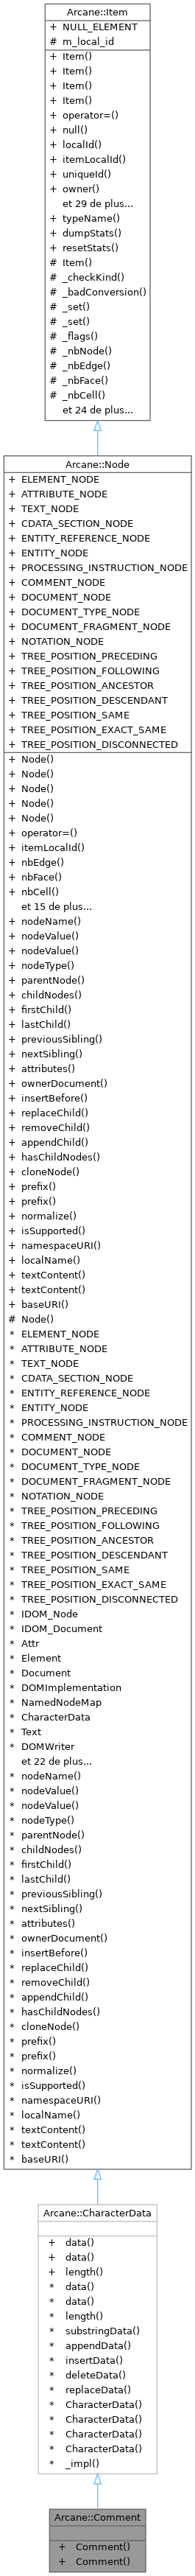 Arcane::Item
+ NULL_ELEMENT
# m_local_id
+ Item()
+ Item()
+ Item()
+ Item()
+ operator=()
+ null()
+ localId()
+ itemLocalId()
+ uniqueId()
+ owner()
et 29 de plus...
+ typeName()
+ dumpStats()
+ resetStats()
# Item()
# _checkKind()
# _badConversion()
# _set()
# _set()
# _flags()
# _nbNode()
# _nbEdge()
# _nbFace()
# _nbCell()
et 24 de plus...
Arcane::Node
+ ELEMENT_NODE
+ ATTRIBUTE_NODE
+ TEXT_NODE
+ CDATA_SECTION_NODE
+ ENTITY_REFERENCE_NODE
+ ENTITY_NODE
+ PROCESSING_INSTRUCTION_NODE
+ COMMENT_NODE
+ DOCUMENT_NODE
+ DOCUMENT_TYPE_NODE
+ DOCUMENT_FRAGMENT_NODE
+ NOTATION_NODE
+ TREE_POSITION_PRECEDING
+ TREE_POSITION_FOLLOWING
+ TREE_POSITION_ANCESTOR
+ TREE_POSITION_DESCENDANT
+ TREE_POSITION_SAME
+ TREE_POSITION_EXACT_SAME
+ TREE_POSITION_DISCONNECTED
+ Node()
+ Node()
+ Node()
+ Node()
+ Node()
+ operator=()
+ itemLocalId()
+ nbEdge()
+ nbFace()
+ nbCell()
et 15 de plus...
+ nodeName()
+ nodeValue()
+ nodeValue()
+ nodeType()
+ parentNode()
+ childNodes()
+ firstChild()
+ lastChild()
+ previousSibling()
+ nextSibling()
+ attributes()
+ ownerDocument()
+ insertBefore()
+ replaceChild()
+ removeChild()
+ appendChild()
+ hasChildNodes()
+ cloneNode()
+ prefix()
+ prefix()
+ normalize()
+ isSupported()
+ namespaceURI()
+ localName()
+ textContent()
+ textContent()
+ baseURI()
# Node()
* ELEMENT_NODE
* ATTRIBUTE_NODE
* TEXT_NODE
* CDATA_SECTION_NODE
* ENTITY_REFERENCE_NODE
* ENTITY_NODE
* PROCESSING_INSTRUCTION_NODE
* COMMENT_NODE
* DOCUMENT_NODE
* DOCUMENT_TYPE_NODE
* DOCUMENT_FRAGMENT_NODE
* NOTATION_NODE
* TREE_POSITION_PRECEDING
* TREE_POSITION_FOLLOWING
* TREE_POSITION_ANCESTOR
* TREE_POSITION_DESCENDANT
* TREE_POSITION_SAME
* TREE_POSITION_EXACT_SAME
* TREE_POSITION_DISCONNECTED
* IDOM_Node
* IDOM_Document
* Attr
* Element
* Document
* DOMImplementation
* NamedNodeMap
* CharacterData
* Text
* DOMWriter
et 22 de plus...
* nodeName()
* nodeValue()
* nodeValue()
* nodeType()
* parentNode()
* childNodes()
* firstChild()
* lastChild()
* previousSibling()
* nextSibling()
* attributes()
* ownerDocument()
* insertBefore()
* replaceChild()
* removeChild()
* appendChild()
* hasChildNodes()
* cloneNode()
* prefix()
* prefix()
* normalize()
* isSupported()
* namespaceURI()
* localName()
* textContent()
* textContent()
* baseURI()
Arcane::CharacterData
+ data()
+ data()
+ length()
* data()
* data()
* length()
* substringData()
* appendData()
* insertData()
* deleteData()
* replaceData()
* CharacterData()
* CharacterData()
* CharacterData()
* CharacterData()
* _impl()
Arcane::Comment
+ Comment()
+ Comment()